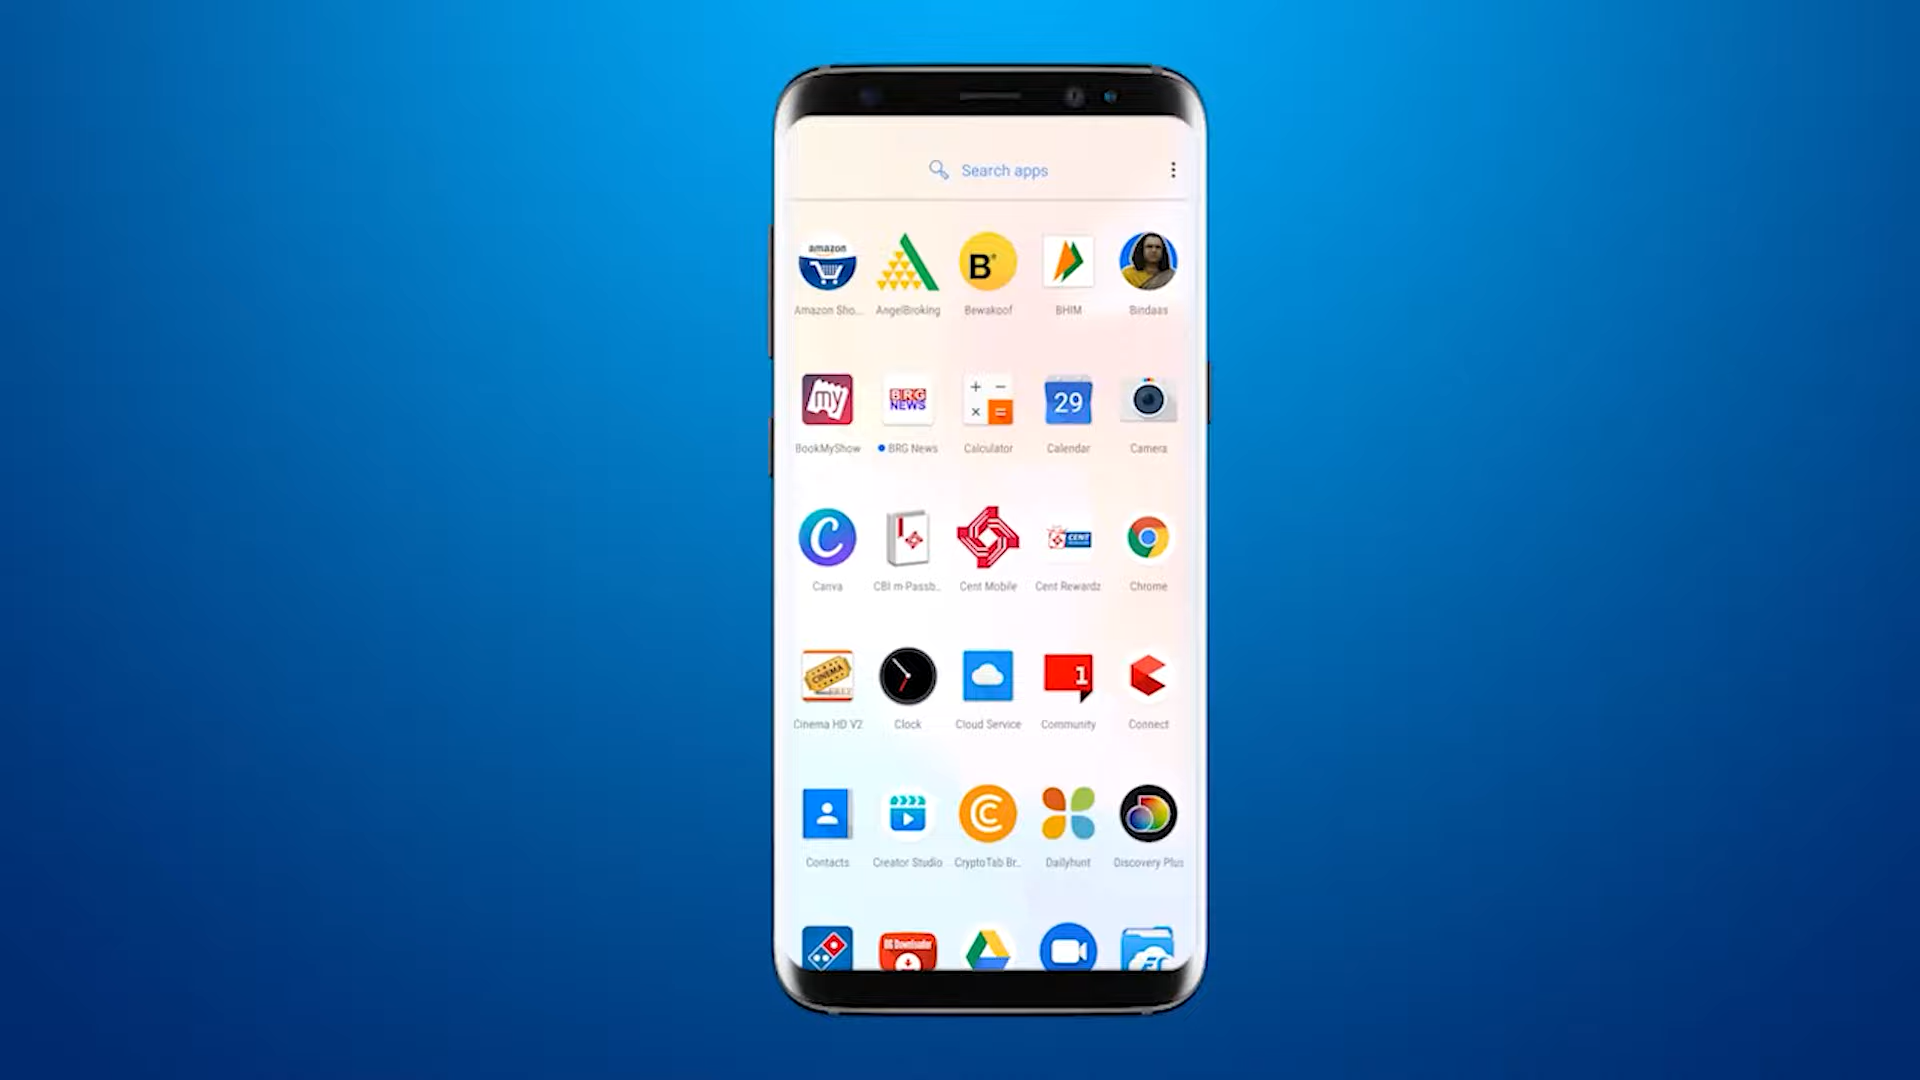 Search apps
amazon
B
Amazon Sho...
AngelBroking
Bewakoof
BHIM
Bindaas
my
BRG NEWS
29
BookMyShow
BRG News
Calculator
Calendar
Camera
C
CENT
Canva
CBI m-Passb..
Cent Mobile
Cent Rewardz
Chrome
CINEMA
1
Cinema HD V2
Clock
Cloud Service
Community
Connect
Contacts
Creator Studio
CryptoTab Br..
Dailyhunt
Discovery Plus